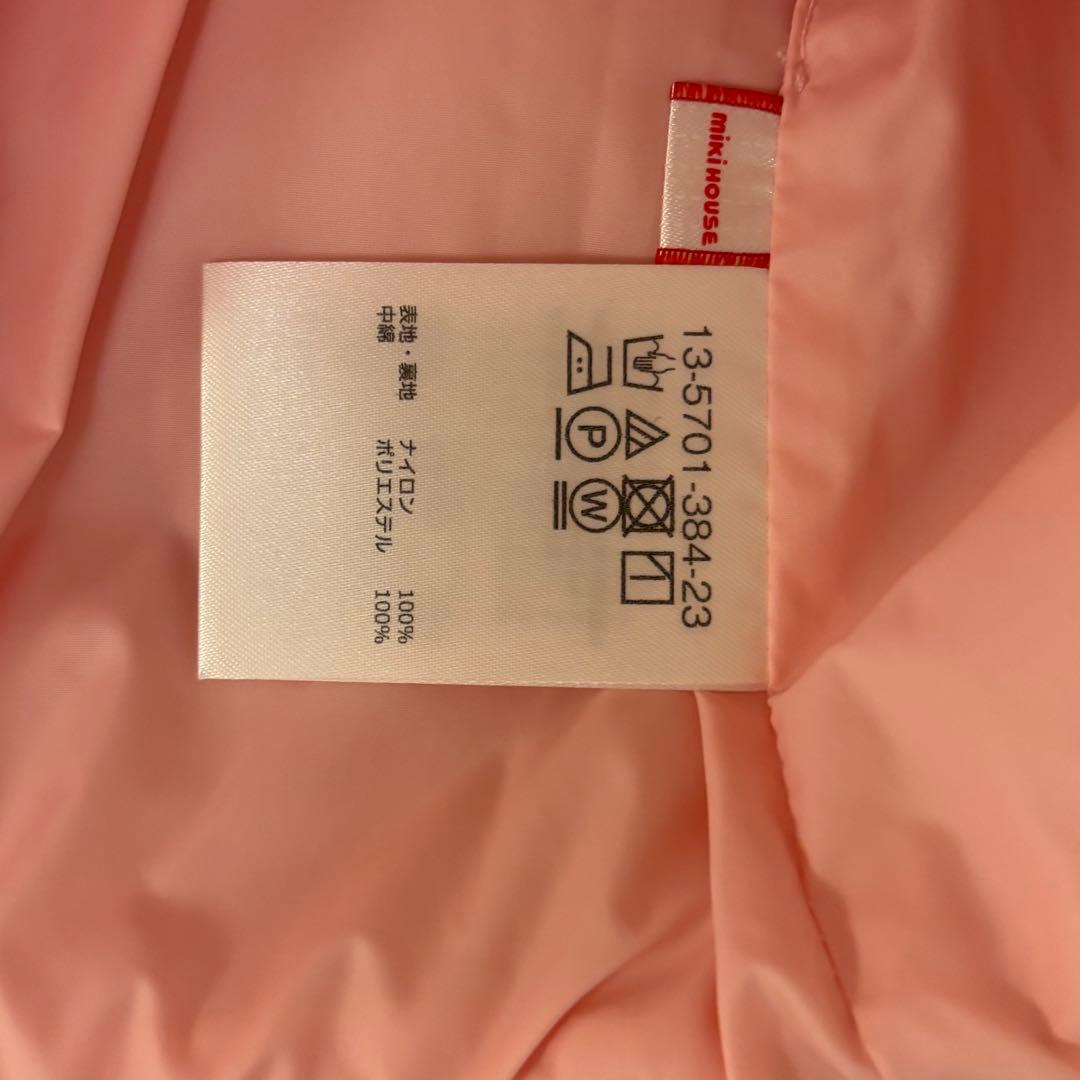 miKiHOUSE
13-5701-384-23
P W
表地・裏地 ナイロン 100%
中綿 ポリエステル 100%